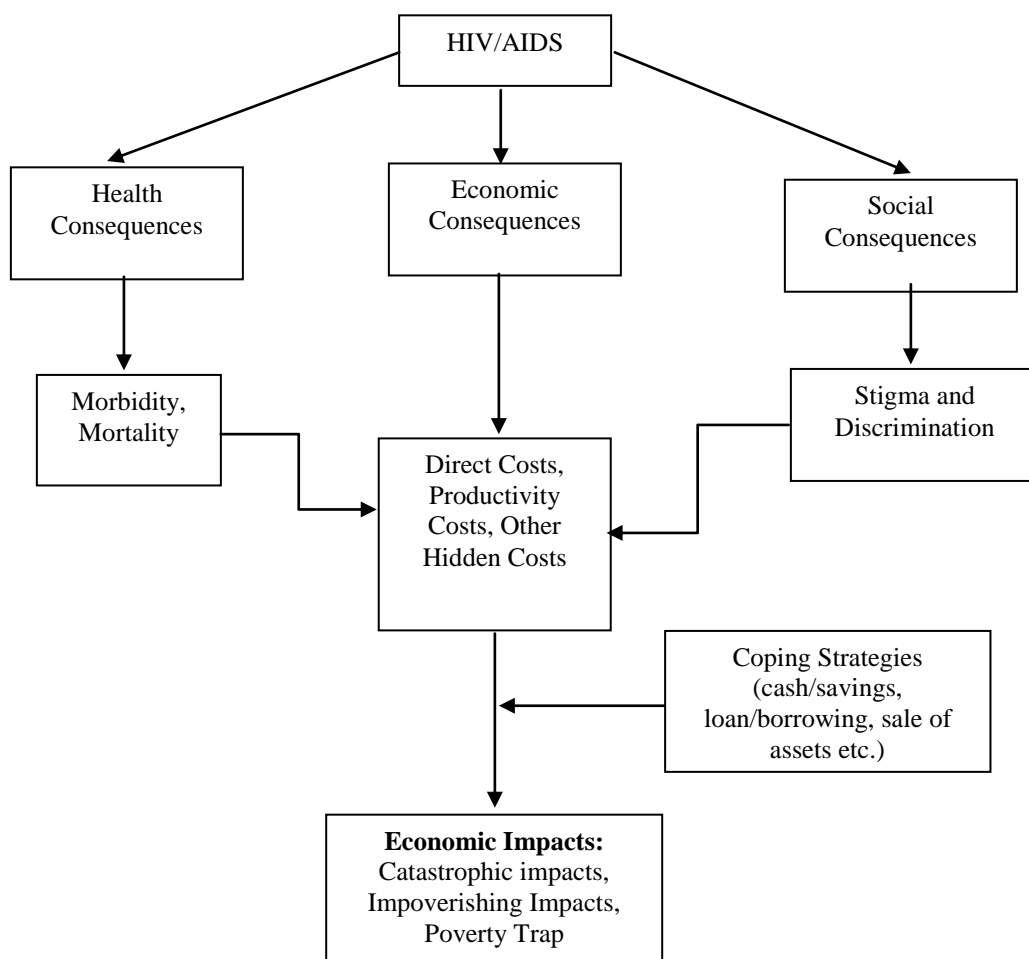 HIV/AIDS
Health
Consequences
Economic
Consequences
Social
Consequences
Morbidity,
Mortality
Stigma and
Discrimination
Direct Costs,
Productivity
Costs, Other
Hidden Costs
Coping Strategies
(cash/savings,
loan/borrowing, sale of
assets etc.)
Economic Impacts:
Catastrophic impacts,
Impoverishing Impacts,
Poverty Trap